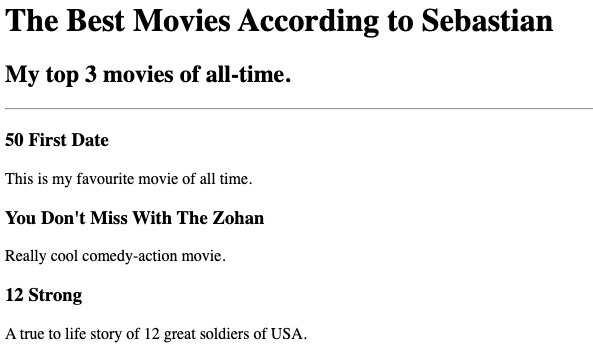 The Best Movies According to Sebastian
My top 3 movies of all-time.
50 First Date
This is my favourite movie of all time.
You Don't Miss With The Zohan
Really cool comedy-action movie.
12 Strong
A true to life story of 12 great soldiers of USA.